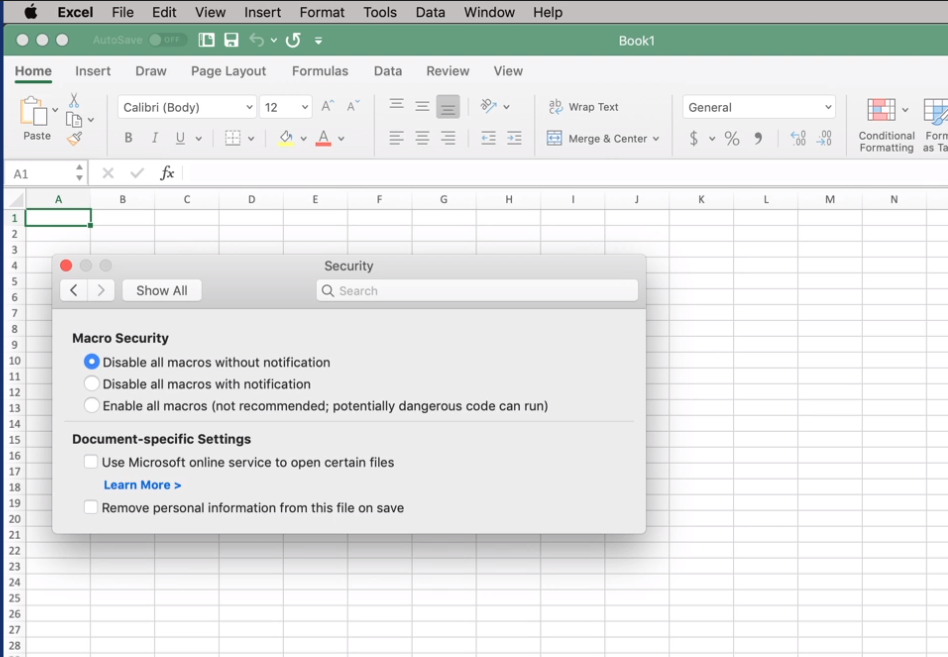 Excel File Edit View Insert Format Tools Data Window Help
AutoSave OFF Book1
Home Insert Draw Page Layout Formulas Data Review View
Calibri (Body) 12 A^ A˅ Wrap Text General
Paste B I U A Merge & Center $ % Conditional Formatting
A1 fx
A B C D E F G H I J K L M N
1
2
3
4 Security
5 Show All Search
6
7
8
9 Macro Security
10 Disable all macros without notification
11 Disable all macros with notification
12
13 Enable all macros (not recommended; potentially dangerous code can run)
14
15 Document-specific Settings
16 Use Microsoft online service to open certain files
17
18 Learn More >
19 Remove personal information from this file on save
20
21
22
23
24
25
26
27
28